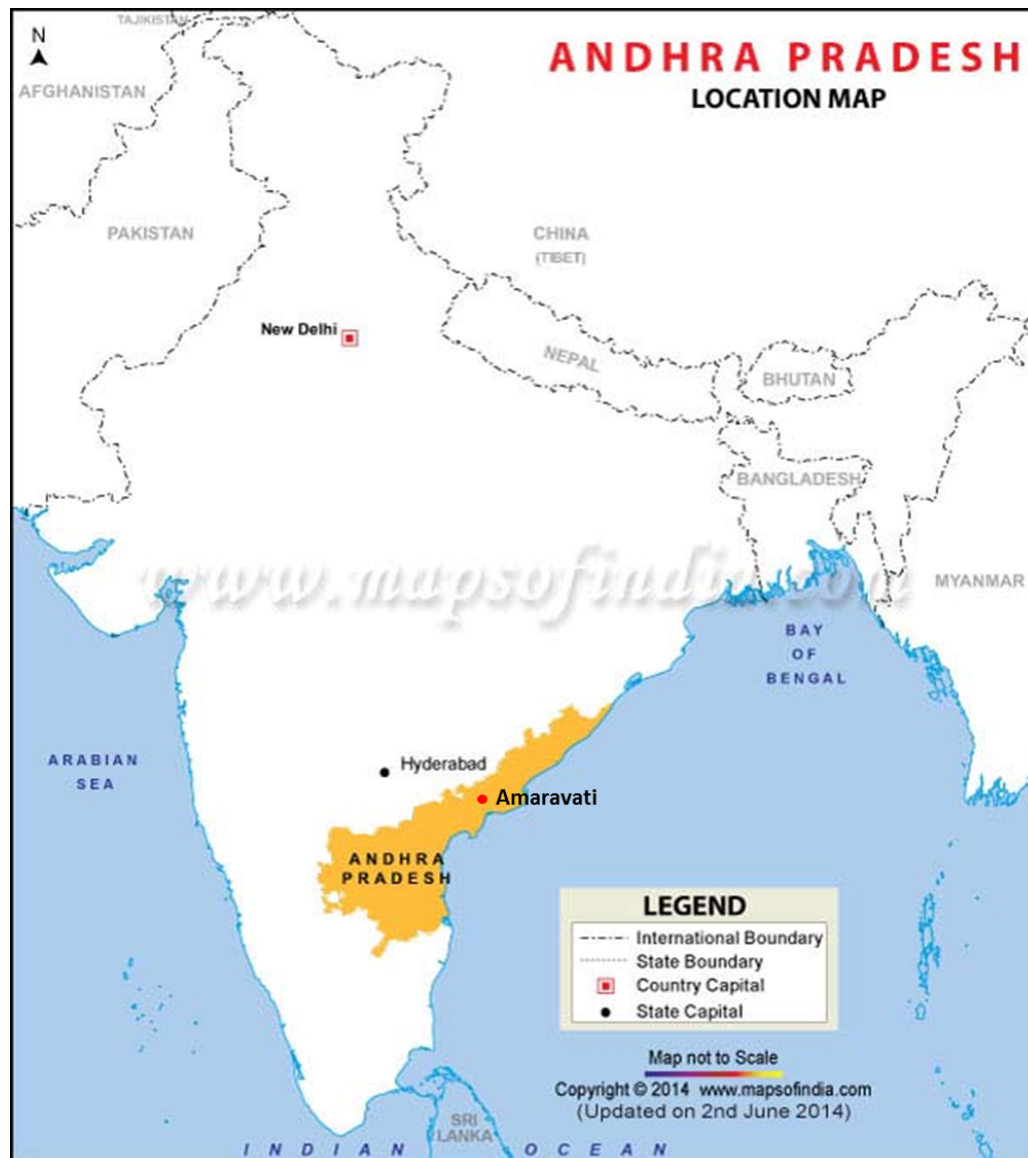 TAJIKISTAN
N
ANDHRA PRADESH
LOCATION MAP
AFGHANISTAN
PAKISTAN
CHINA
(TIBET)
New Delhi
NEPAL
BHUTAN
BANGLADESH
www.mapsofindia.com
MYANMAR
BAY
OF
BENGAL
ARABIAN
SEA
Hyderabad
Amaravati
ANDHRA
PRADESH
LEGEND
International Boundary
State Boundary
Country Capital
State Capital
Map not to Scale
Copyright © 2014 www.mapsofindia.com
(Updated on 2nd June 2014)
SRI
LANKA
INDIAN OCEAN